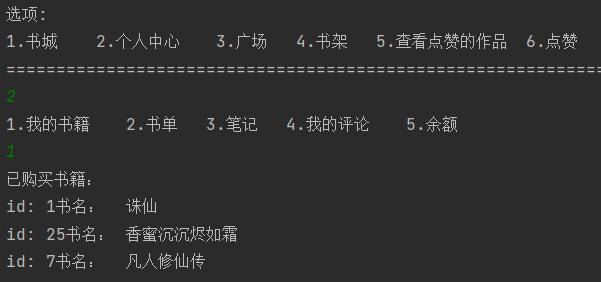 选项:
1.书城    2.个人中心    3.广场   4.书架   5.查看点赞的作品  6.点赞
============================================================
2
1.我的书籍    2.书单   3.笔记   4.我的评论    5.余额
1
已购买书籍:
id: 1书名:   诛仙
id: 25书名:  香蜜沉沉烬如霜
id: 7书名:   凡人修仙传